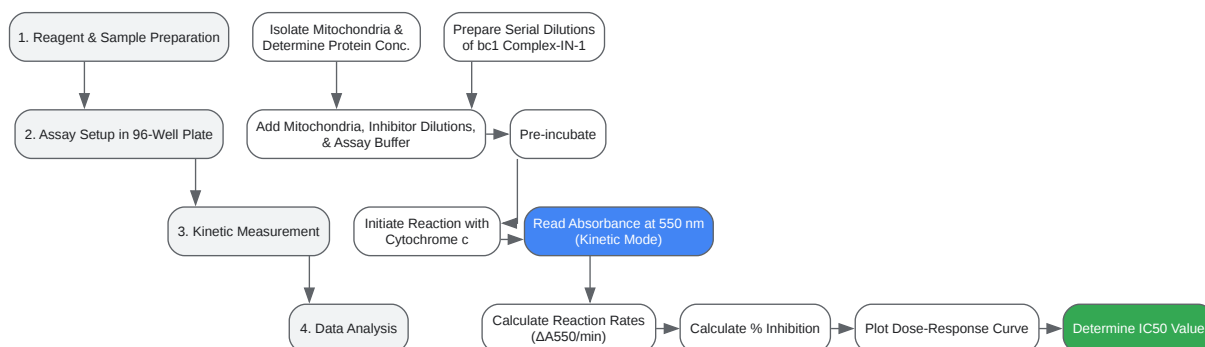 1. Reagent & Sample Preparation
Isolate Mitochondria &
Determine Protein Conc.
Prepare Serial Dilutions
of bc1 Complex-IN-1
2. Assay Setup in 96-Well Plate
Add Mitochondria, Inhibitor Dilutions,
& Assay Buffer
Pre-incubate
3. Kinetic Measurement
Initiate Reaction with
Cytochrome c
Read Absorbance at 550 nm
(Kinetic Mode)
4. Data Analysis
Calculate Reaction Rates
(ΔA550/min)
Calculate % Inhibition
Plot Dose-Response Curve
Determine IC50 Value